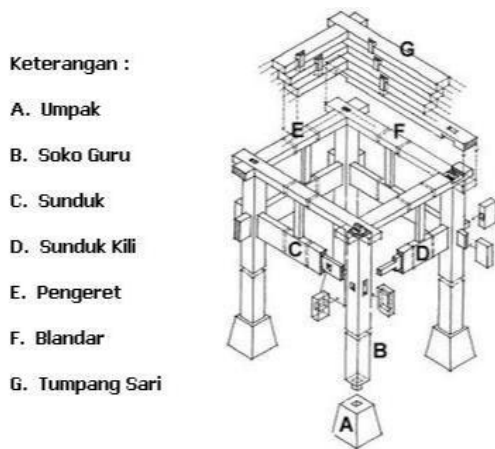 Keterangan :
A. Umpak
B. Soko Guru
C. Sunduk
D. Sunduk Kili
E. Pengeret
F. Blandar
G. Tumpang Sari
G
E
F
C
D
B
A